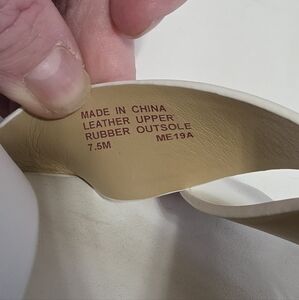 MADE IN CHINA
LEATHER UPPER
RUBBER OUTSOLE
7.5M ME19A